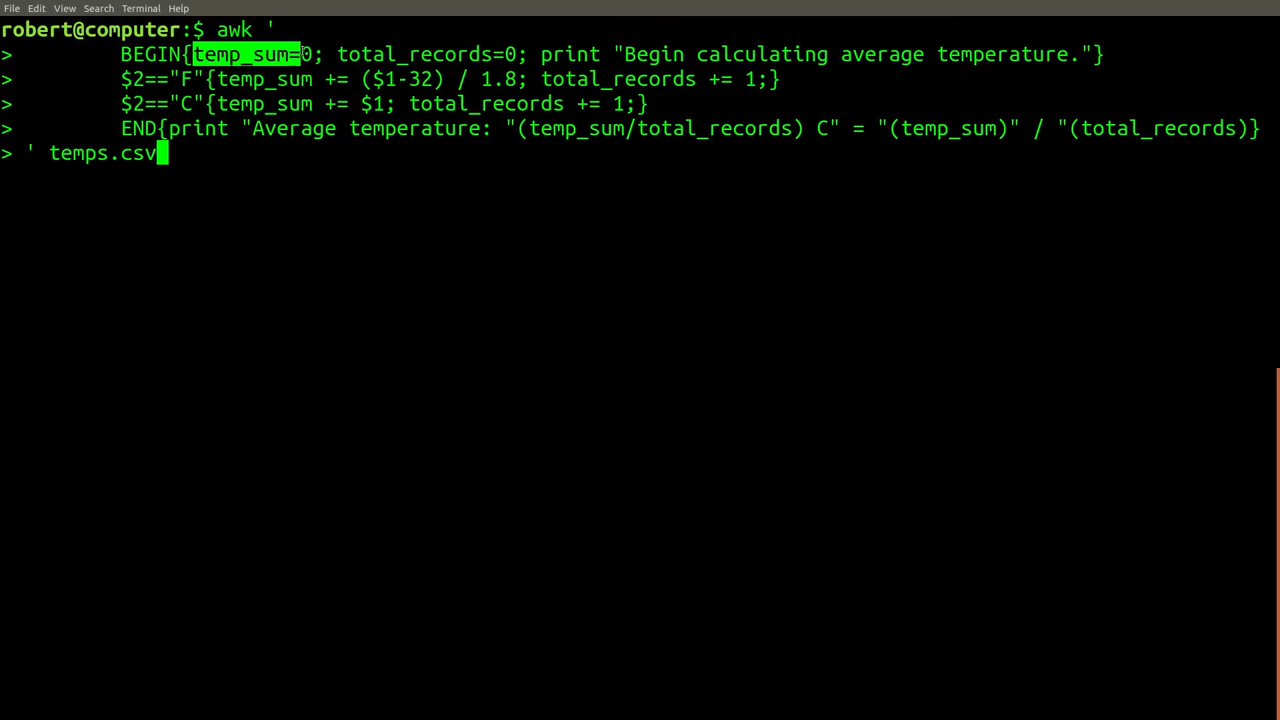 File Edit View Search Terminal Help
robert@computer:$ awk '
> BEGIN{temp_sum=0; total_records=0; print "Begin calculating average temperature."}
> $2=="F"{temp_sum += ($1-32) / 1.8; total_records += 1;}
> $2=="C"{temp_sum += $1; total_records += 1;}
> END{print "Average temperature: "(temp_sum/total_records) C" = "(temp_sum)" / "(total_records)}
> ' temps.csv